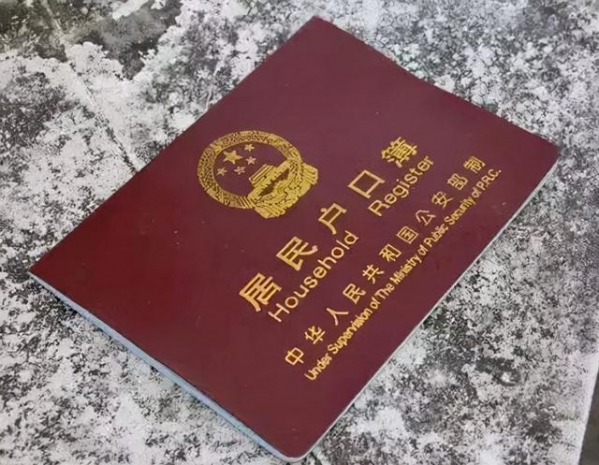 居民户口簿
Household Register
中华人民共和国公安部制
Under Supervision of The Ministry of Public Security of P.R.C.